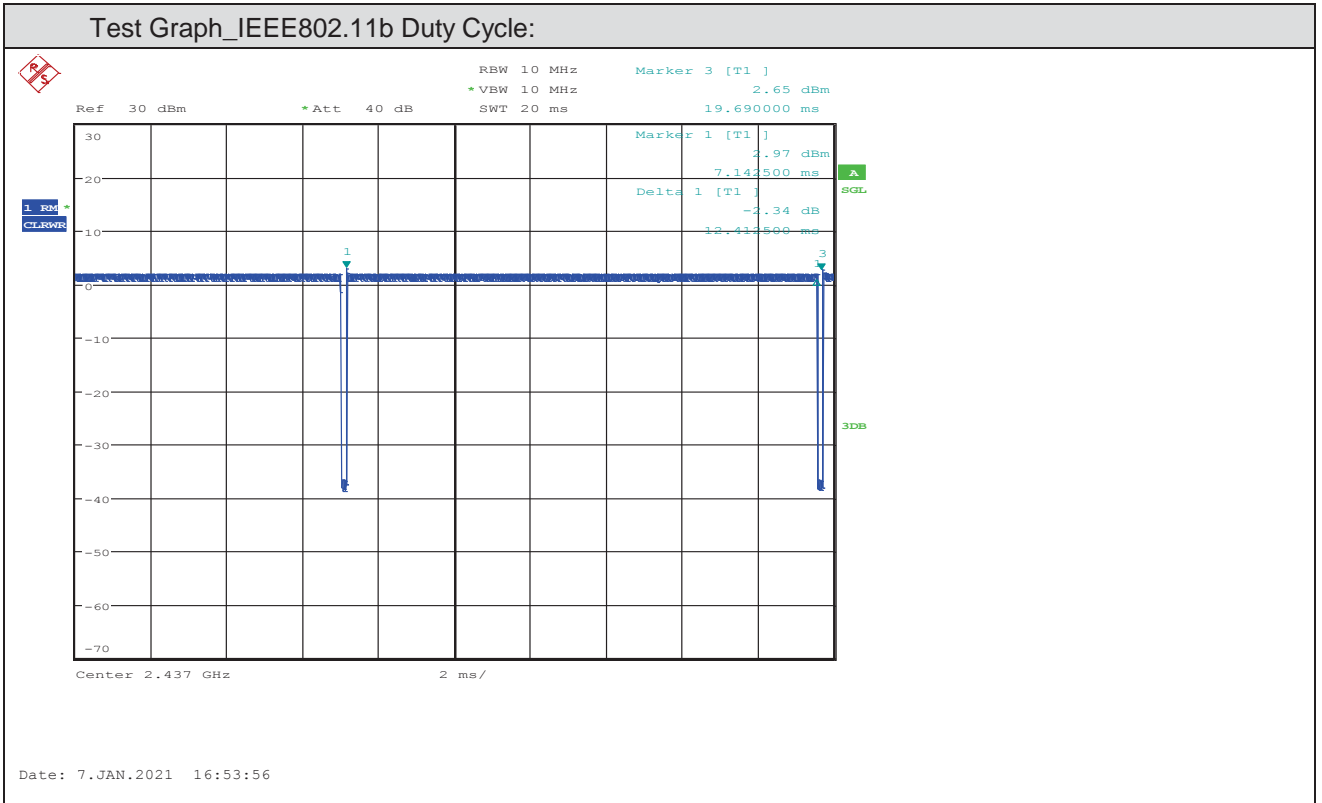 Test Graph_IEEE802.11b Duty Cycle:
R S
RBW 10 MHz Marker 3 [T1 ]
*VBW 10 MHz 2.65 dBm
Ref 30 dBm *Att 40 dB SWT 20 ms 19.690000 ms
30 Marker 1 [T1 ]
2.97 dBm
7.142500 ms A
20 Delta 1 [T1 ] SGL
1 RM * -2.34 dB
CLRWR
10 12.412500 ms
1 3
1
0
-10
-20
3DB
-30
-40
-50
-60
-70
Center 2.437 GHz 2 ms/
Date: 7.JAN.2021 16:53:56